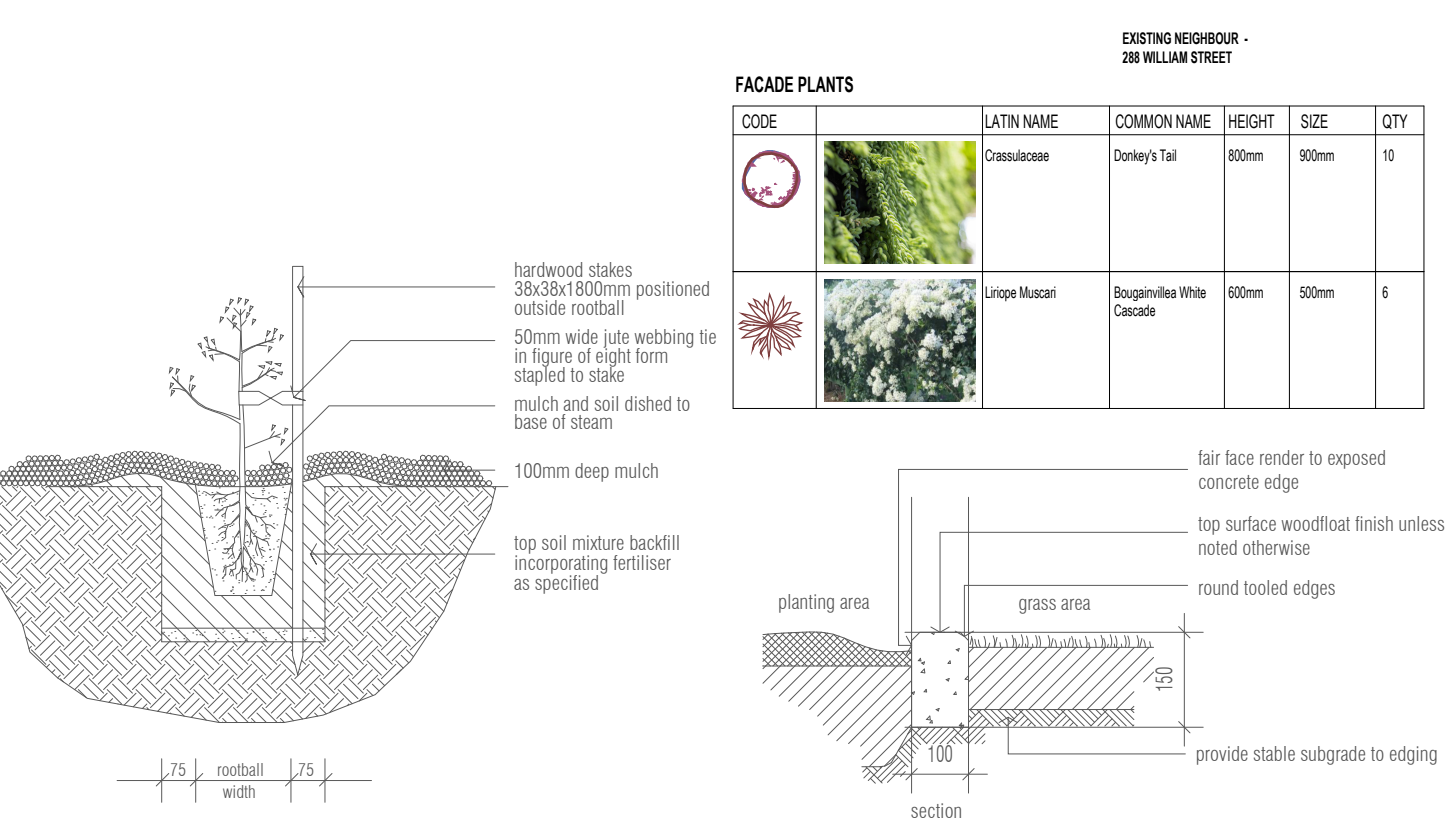 EXISTING NEIGHBOUR -
288 WILLIAM STREET
FACADE PLANTS
CODE LATIN NAME COMMON NAME HEIGHT SIZE QTY
Crassulaceae Donkey's Tail 800mm 900mm 10
Liriope Muscari Bougainvillea White 600mm 500mm 6
Cascade
hardwood stakes
38x38x1800mm positioned
outside rootball
50mm wide jute webbing tie
in figure of eight form
stapled to stake
mulch and soil dished to
base of steam
100mm deep mulch
top soil mixture backfill
incorporating fertiliser
as specified
75 rootball 75
width
fair face render to exposed
concrete edge
top surface woodfloat finish unless
noted otherwise
round tooled edges
planting area grass area
150
100
provide stable subgrade to edging
section